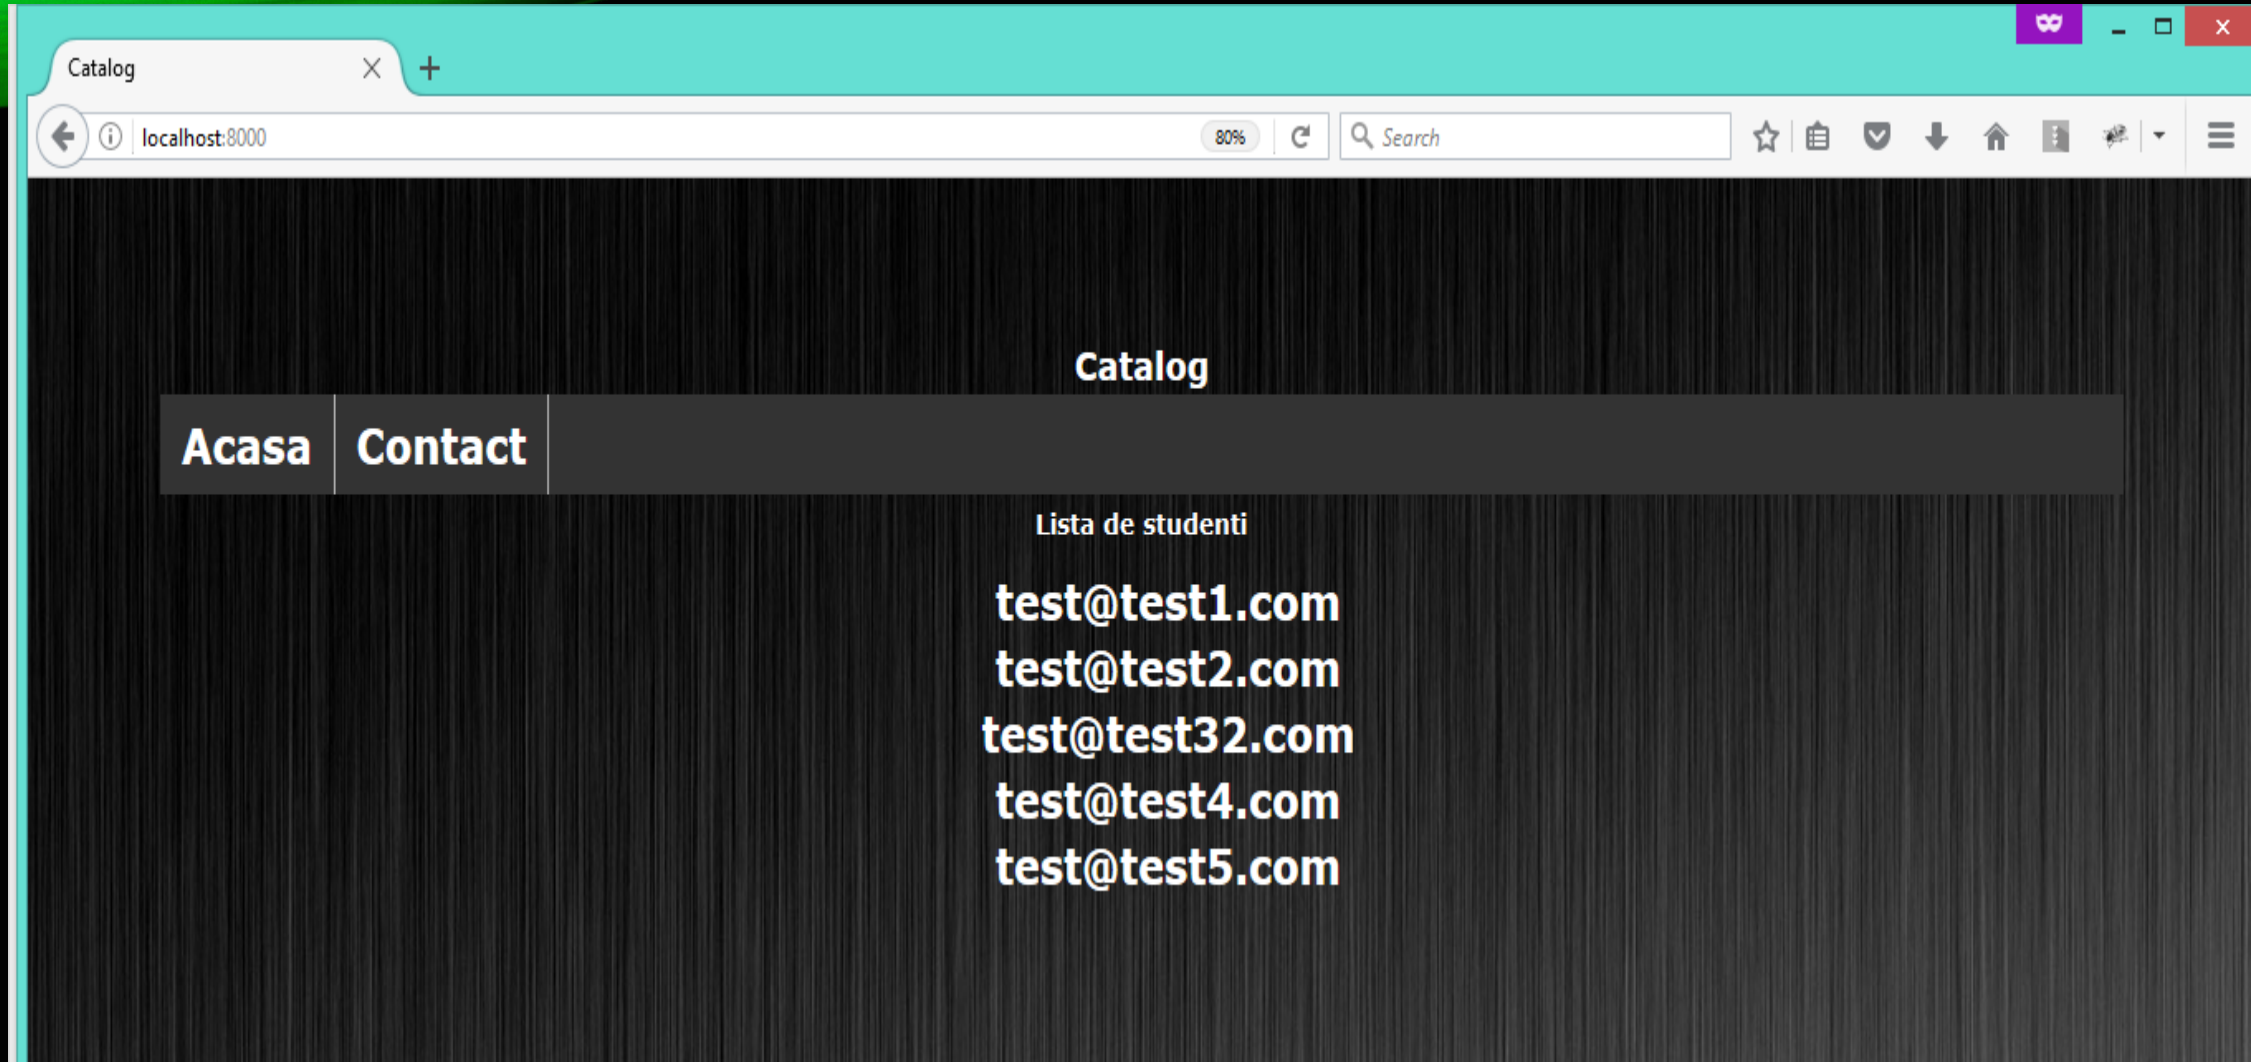 Catalog
localhost:8000
80%
Search
Catalog
Acasa Contact
Lista de studenti
test@test1.com
test@test2.com
test@test32.com
test@test4.com
test@test5.com